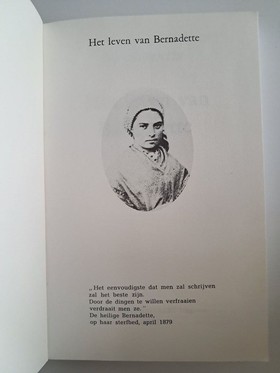 Het leven van Bernadette
„Het eenvoudigste dat men zal schrijven
zal het beste zijn.
Door de dingen te willen verfraaien
verdraait men ze."
De heilige Bernadette,
op haar sterfbed, april 1879